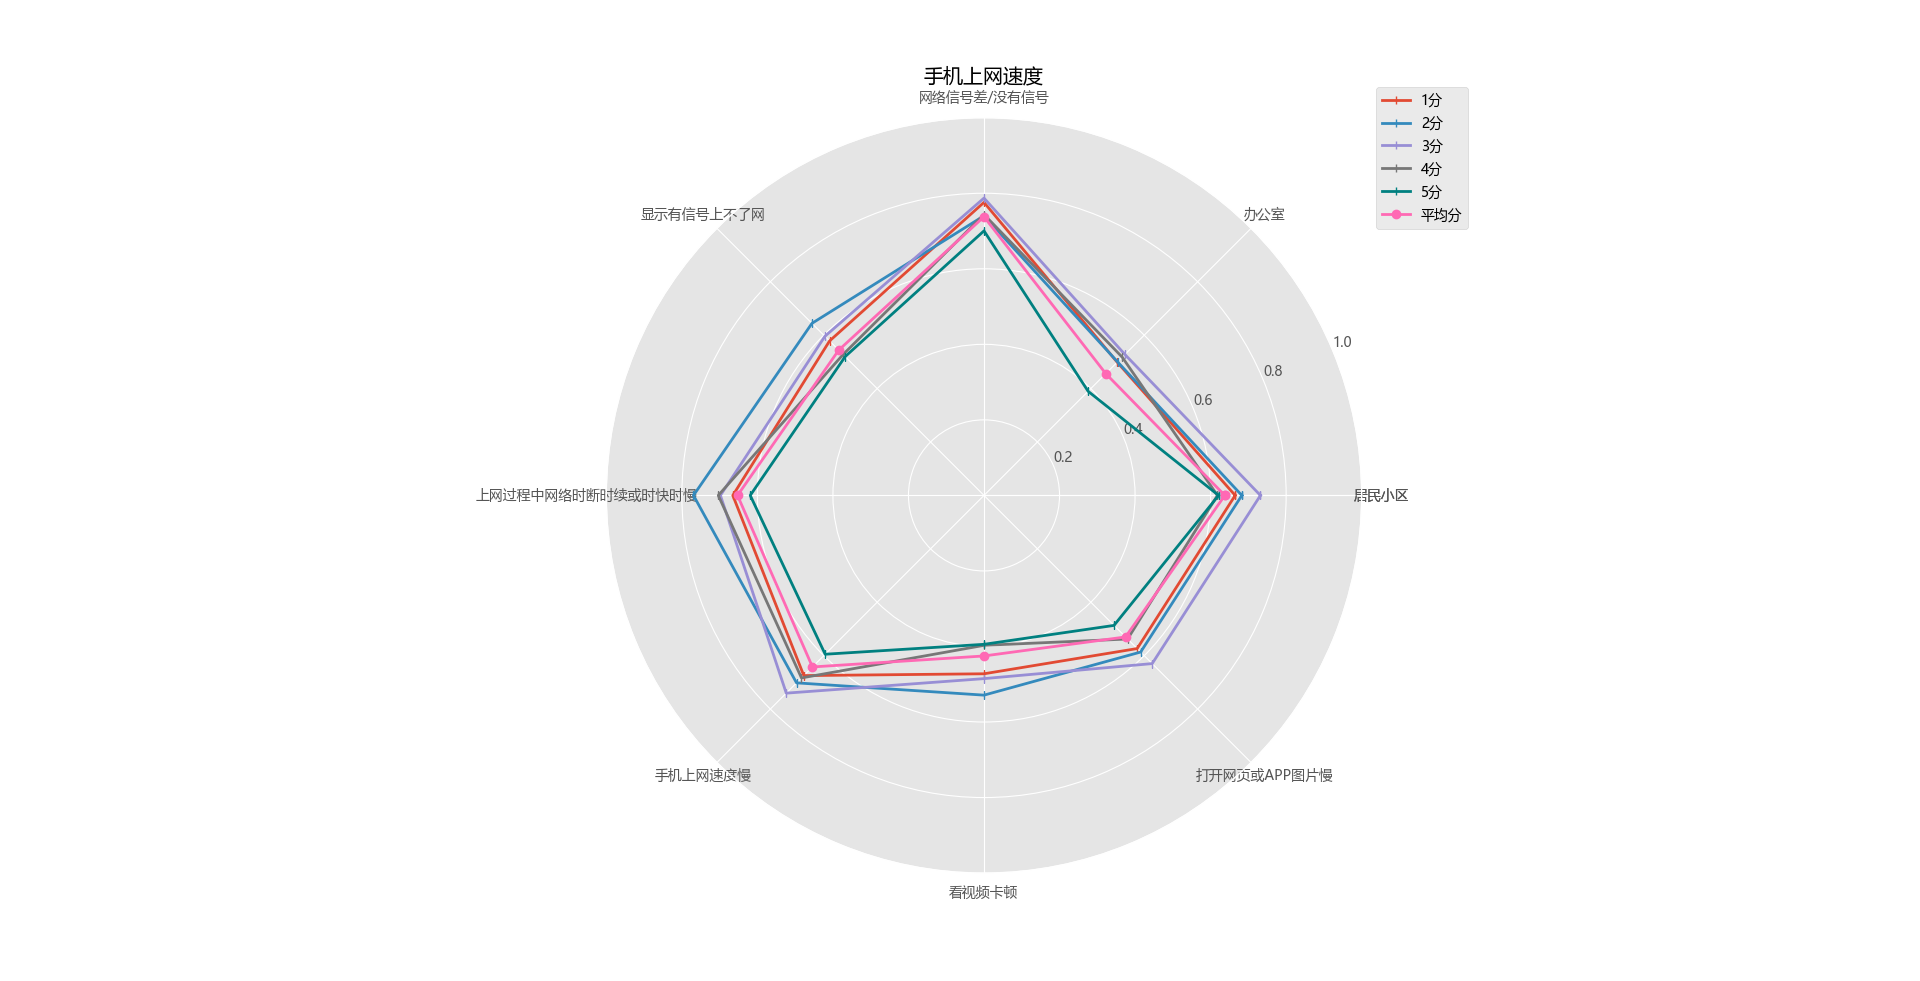 手机上网速度
网络信号差/没有信号
1分
2分
3分
4分
5分
平均分
显示有信号上不了网
办公室
1.0
0.8
0.6
0.4
0.2
上网过程中网络时断时续或时快时慢
居民小区
手机上网速度慢
打开网页或APP图片慢
看视频卡顿